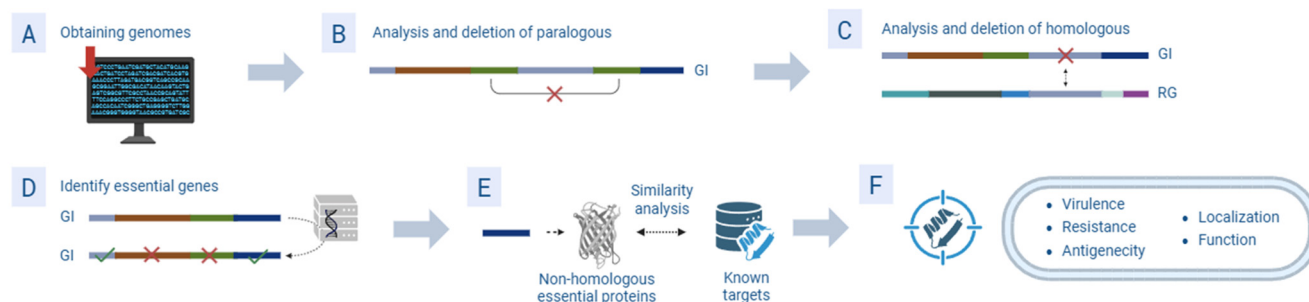 A
Obtaining genomes
B
Analysis and deletion of paralogous
GI
C
Analysis and deletion of homologous
GI
RG
D
Identify essential genes
GI
GI
E
Similarity
analysis
Non-homologous
essential proteins
Known
targets
F
• Virulence
• Resistance
• Antigenecity
• Localization
• Function